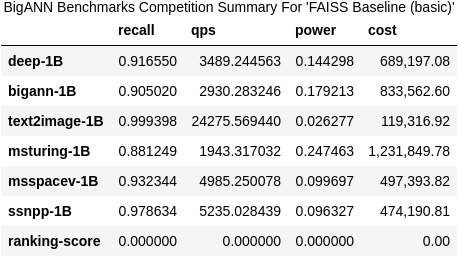 BigANN Benchmarks Competition Summary For 'FAISS Baseline (basic)'
recall qps power cost
deep-1B 0.916550 3489.244563 0.144298 689,197.08
bigann-1B 0.905020 2930.283246 0.179213 833,562.60
text2image-1B 0.999398 24275.569440 0.026277 119,316.92
msturing-1B 0.881249 1943.317032 0.247463 1,231,849.78
msspacev-1B 0.932344 4985.250078 0.099697 497,393.82
ssnpp-1B 0.978634 5235.028439 0.096327 474,190.81
ranking-score 0.000000 0.000000 0.000000 0.00